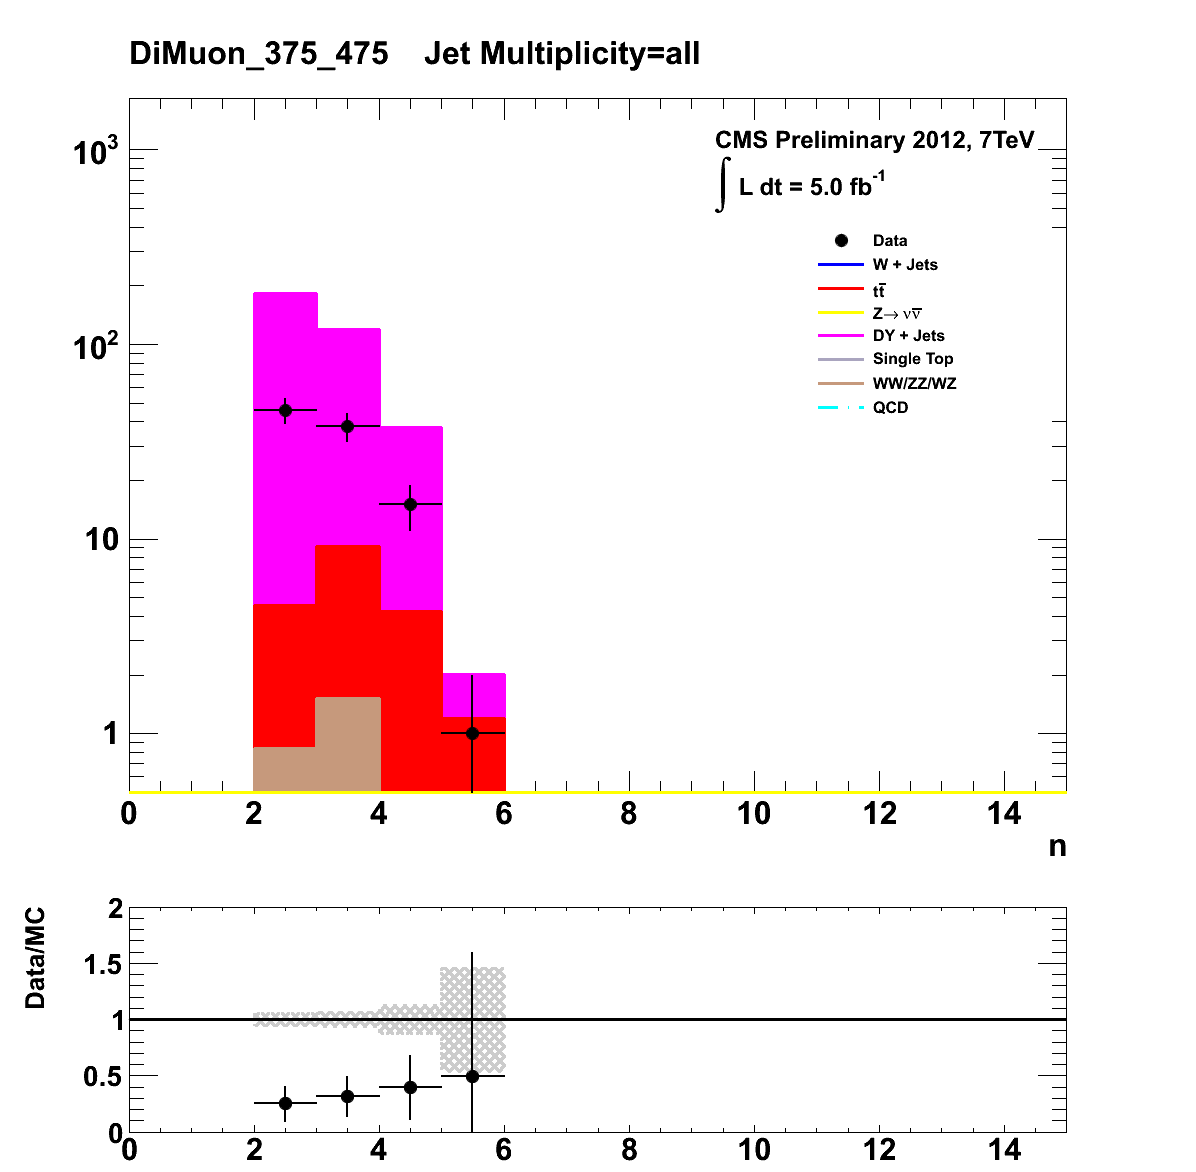 DiMuon_375_475 Jet Multiplicity=all
CMS Preliminary 2012, 7TeV
∫ L dt = 5.0 fb⁻¹
Data
W + Jets
tt̅
Z→ νν̅
DY + Jets
Single Top
WW/ZZ/WZ
QCD
10³
10²
10
1
0 2 4 6 8 10 12 14
n
Data/MC
2
1.5
1
0.5
0
0 2 4 6 8 10 12 14